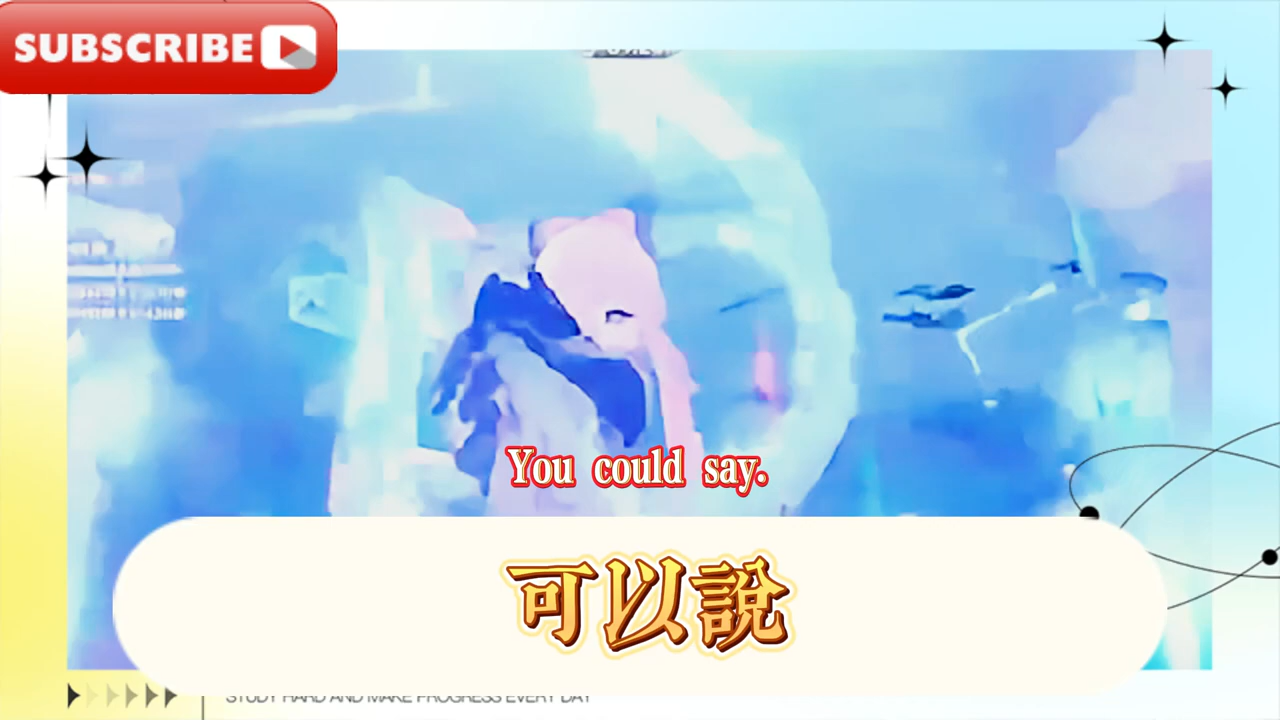 SUBSCRIBE
You could say.
可以說
STUDY HARD AND MAKE PROGRESS EVERY DAY